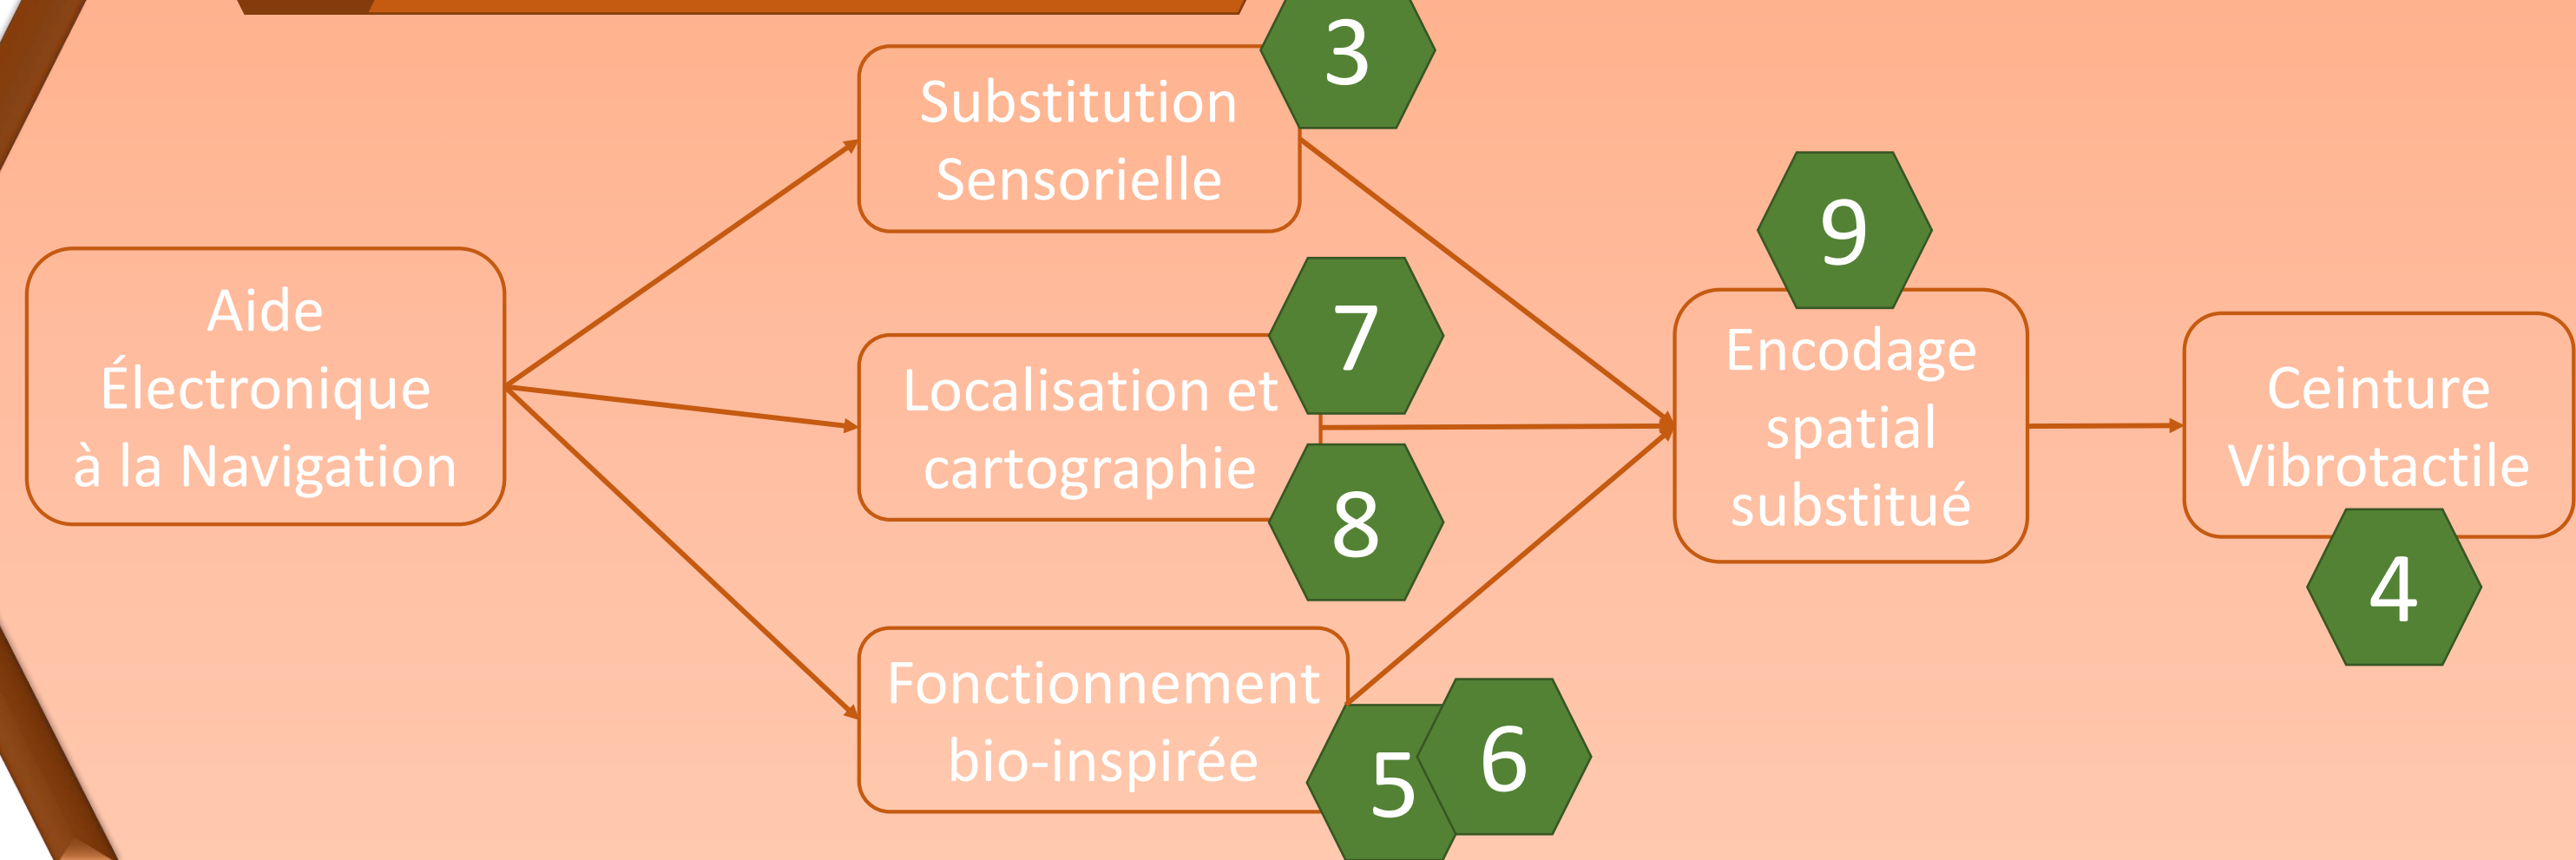 Aide
Électronique
à la Navigation
Substitution
Sensorielle
3
Localisation et
cartographie
7
8
Fonctionnement
bio-inspirée
5
6
9
Encodage
spatial
substitué
Ceinture
Vibrotactile
4